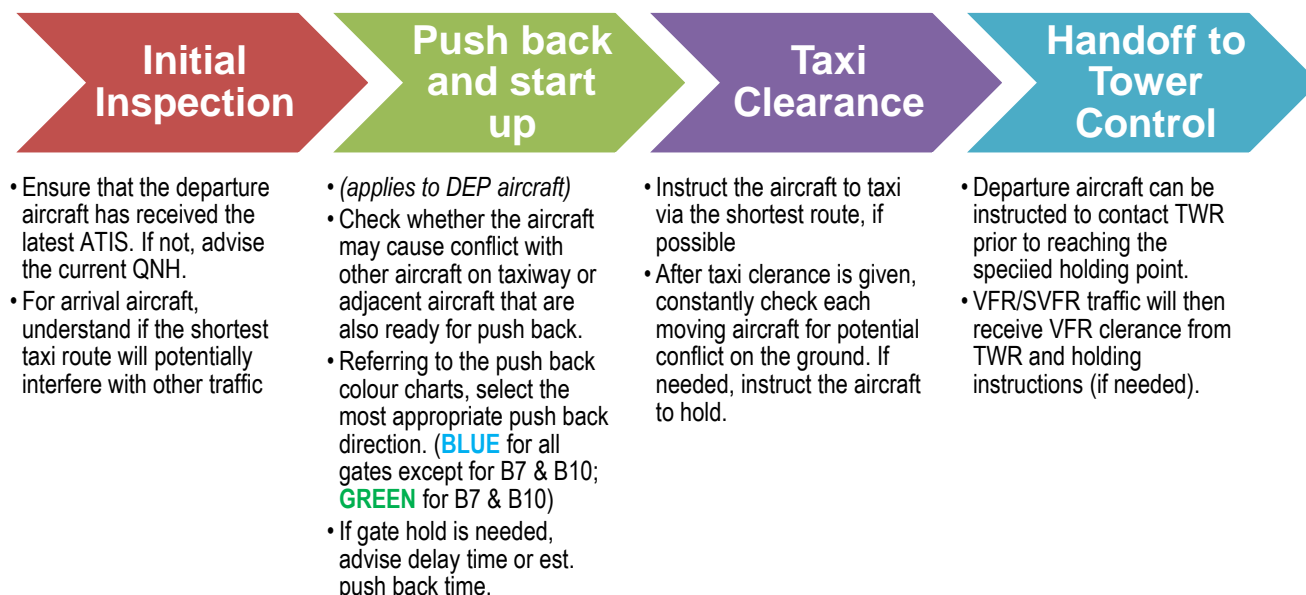 Initial
Inspection
Push back
and start
up
Taxi
Clearance
Handoff to
Tower
Control
• Ensure that the departure
aircraft has received the
latest ATIS. If not, advise
the current QNH.
• For arrival aircraft,
understand if the shortest
taxi route will potentially
interfere with other traffic
• (applies to DEP aircraft)
• Check whether the aircraft
may cause conflict with
other aircraft on taxiway or
adjacent aircraft that are
also ready for push back.
• Referring to the push back
colour charts, select the
most appropriate push back
direction. (BLUE for all
gates except for B7 & B10;
GREEN for B7 & B10)
• If gate hold is needed,
advise delay time or est.
push back time.
• Instruct the aircraft to taxi
via the shortest route, if
possible
• After taxi clerance is given,
constantly check each
moving aircraft for potential
conflict on the ground. If
needed, instruct the aircraft
to hold.
• Departure aircraft can be
instructed to contact TWR
prior to reaching the
speciied holding point.
• VFR/SVFR traffic will then
receive VFR clerance from
TWR and holding
instructions (if needed).